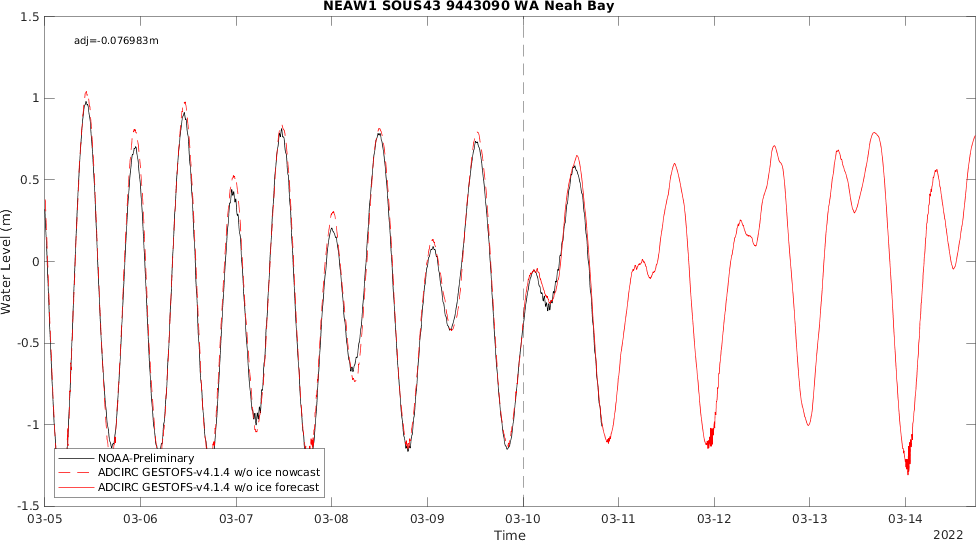 NEAW1 SOUS43 9443090 WA Neah Bay
adj=-0.076983m
1.5
1
0.5
0
-0.5
-1
-1.5
Water Level (m)
NOAA-Preliminary
ADCIRC GESTOFS-v4.1.4 w/o ice nowcast
ADCIRC GESTOFS-v4.1.4 w/o ice forecast
03-05 03-06 03-07 03-08 03-09 03-10 03-11 03-12 03-13 03-14
Time
2022